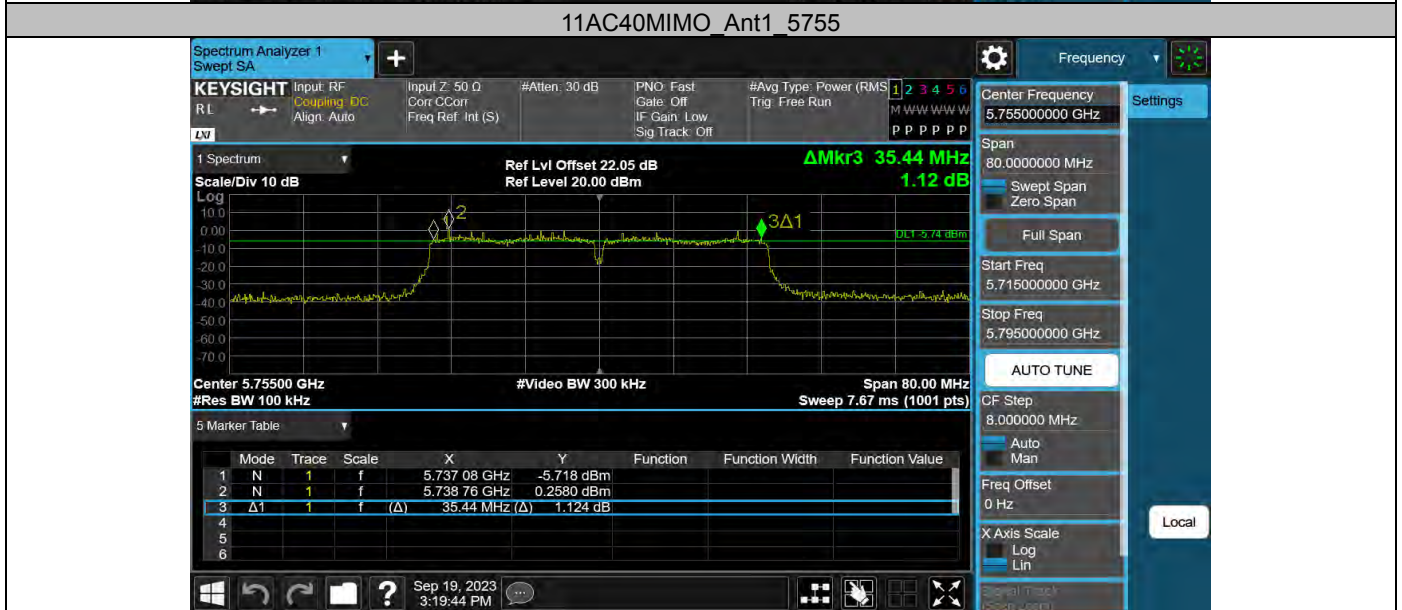 11AC40MIMO_Ant1_5755
Spectrum Analyzer 1
Swept SA
+
Frequency
KEYSIGHT
RL
LXI
Input: RF
Coupling: DC
Align: Auto
Input Z: 50 Ω
Corr CCorr
Freq Ref: Int (S)
#Atten: 30 dB
PNO: Fast
Gate: Off
IF Gain: Low
Sig Track: Off
#Avg Type: Power (RMS
Trig: Free Run
1 2 3 4 5 6
M W W W W W
P P P P P P
1 Spectrum
Scale/Div 10 dB
Ref Lvl Offset 22.05 dB
Ref Level 20.00 dBm
ΔMkr3 35.44 MHz
1.12 dB
Log
10.0
0.00
-10.0
-20.0
-30.0
-40.0
-50.0
-60.0
-70.0
2
3Δ1
DL1 -5.74 dBm
Center 5.75500 GHz
#Video BW 300 kHz
Span 80.00 MHz
#Res BW 100 kHz
Sweep 7.67 ms (1001 pts)
5 Marker Table
Mode Trace Scale X Y Function Function Width Function Value
1 N 1 f 5.737 08 GHz -5.718 dBm
2 N 1 f 5.738 76 GHz 0.2580 dBm
3 Δ1 1 f (Δ) 35.44 MHz (Δ) 1.124 dB
4
5
6
Center Frequency
5.755000000 GHz
Settings
Span
80.0000000 MHz
Swept Span
Zero Span
Full Span
Start Freq
5.715000000 GHz
Stop Freq
5.795000000 GHz
AUTO TUNE
CF Step
8.000000 MHz
Auto
Man
Freq Offset
0 Hz
X Axis Scale
Log
Lin
Local
?
Sep 19, 2023
3:19:44 PM